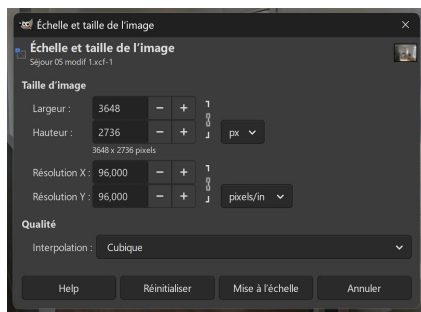 Échelle et taille de l'image
Échelle et taille de l'image
Séjour 05 modif 1.xcf-1
Taille d'image
Largeur : 3648
Hauteur : 2736 px
3648 x 2736 pixels
Résolution X : 96,000
Résolution Y : 96,000 pixels/in
Qualité
Interpolation : Cubique
Help Réinitialiser Mise à l'échelle Annuler